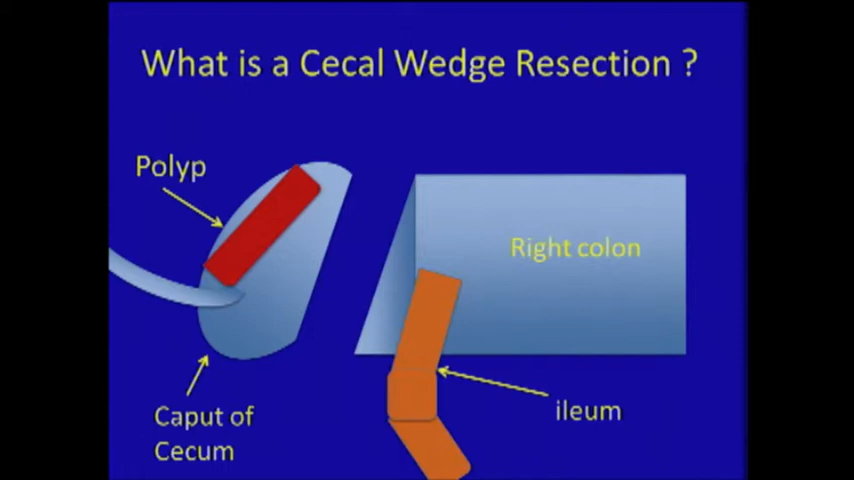 What is a Cecal Wedge Resection ?
Polyp
Right colon
Caput of
Cecum
ileum